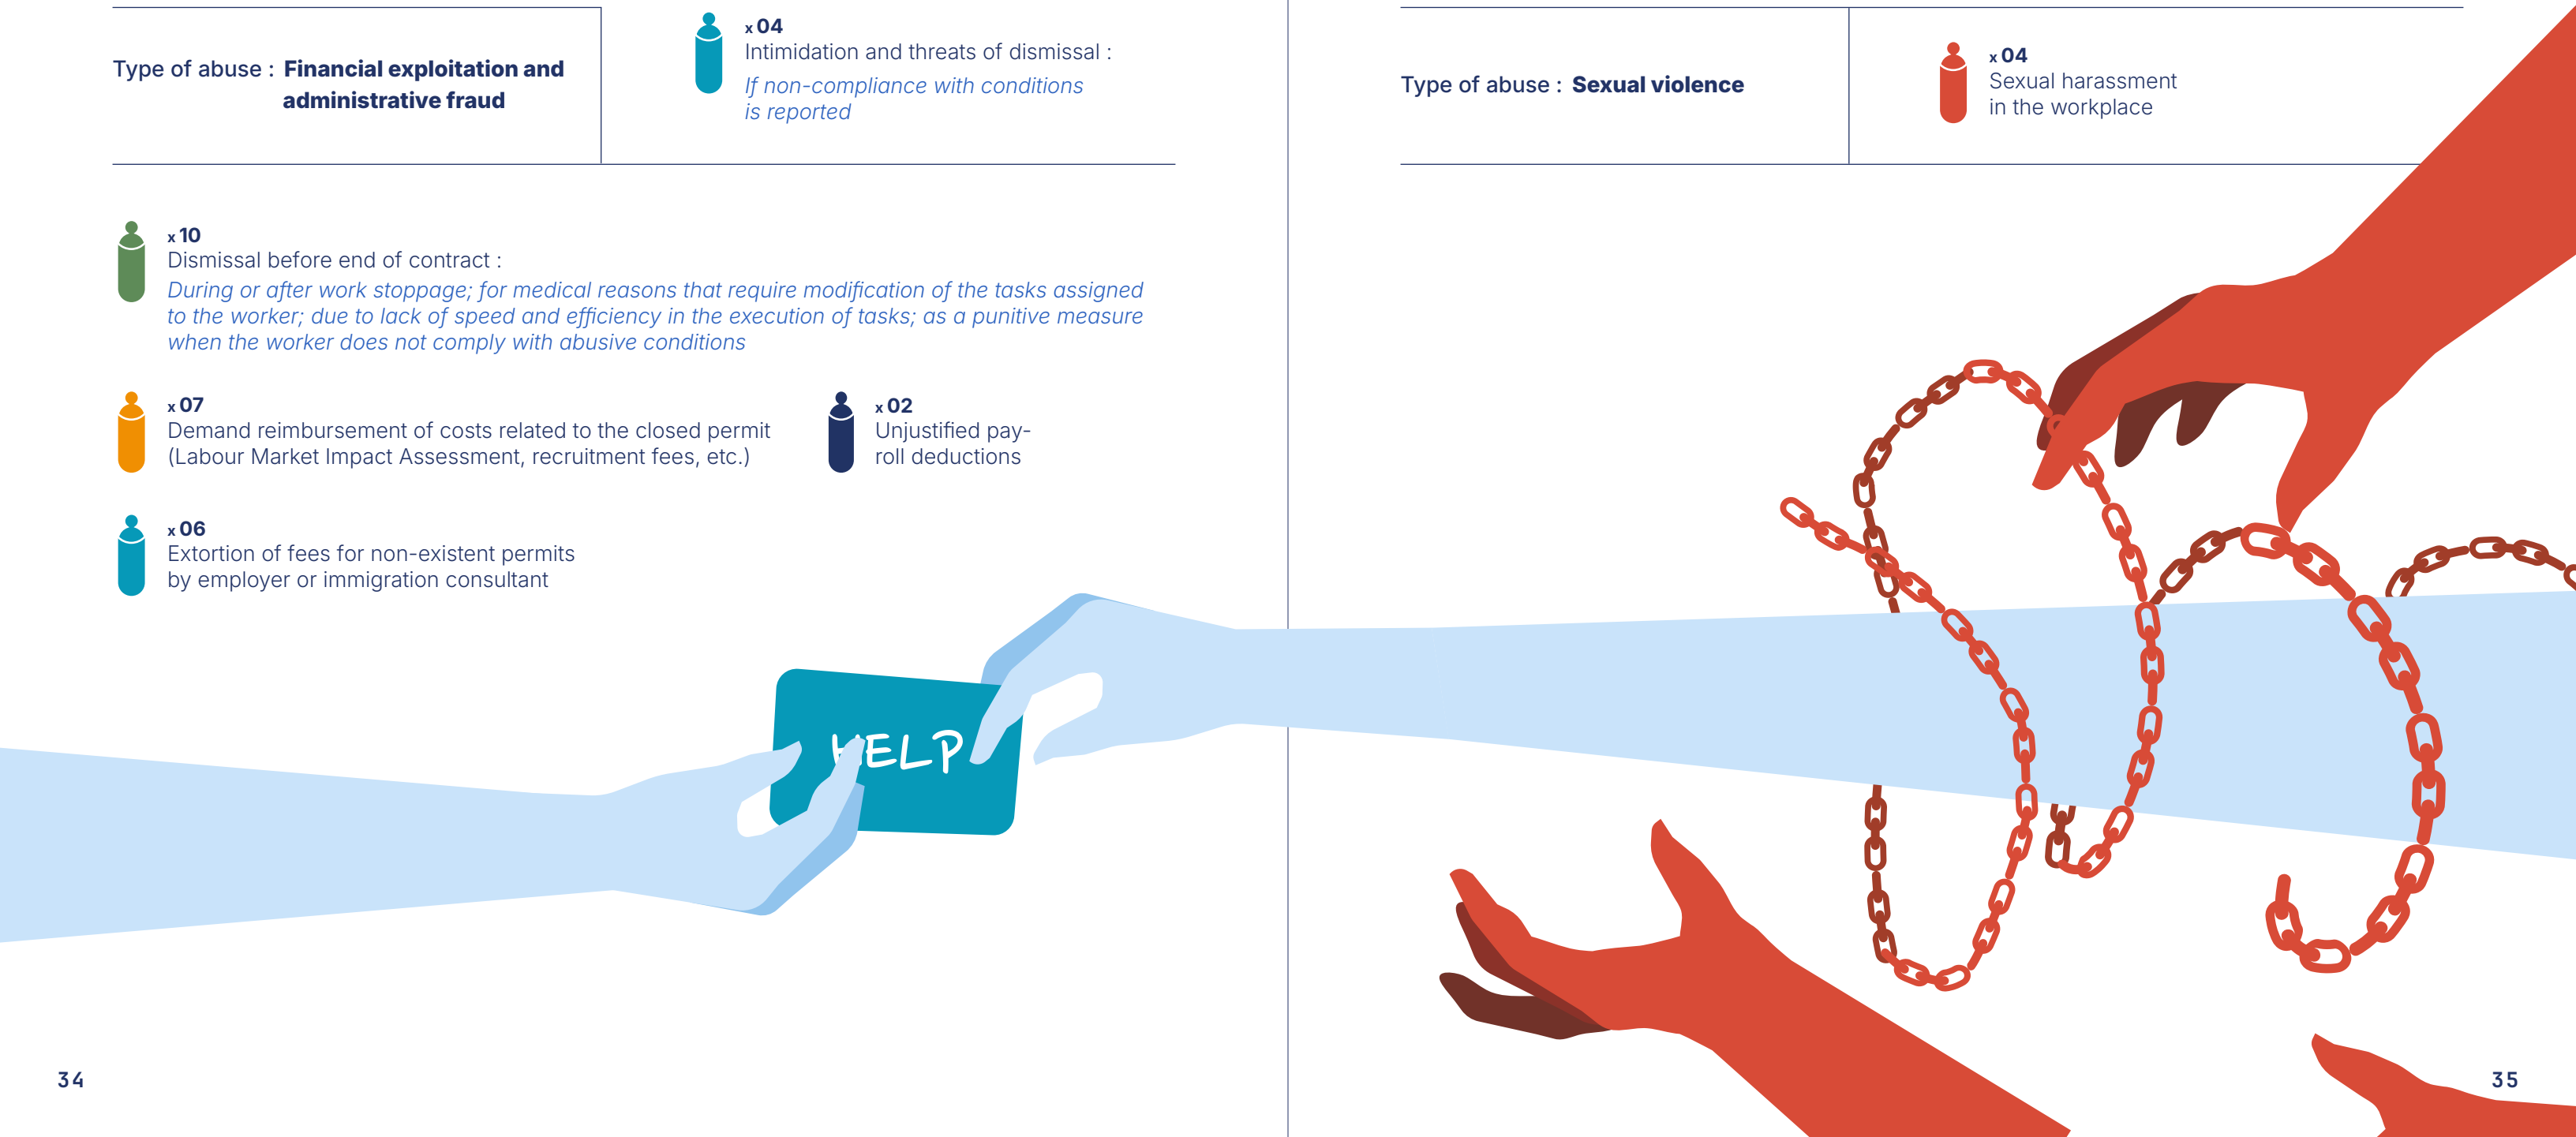 Type of abuse : Financial exploitation and
administrative fraud
x 04
Intimidation and threats of dismissal :
If non-compliance with conditions
is reported
x 10
Dismissal before end of contract :
During or after work stoppage; for medical reasons that require modification of the tasks assigned
to the worker; due to lack of speed and efficiency in the execution of tasks; as a punitive measure
when the worker does not comply with abusive conditions
x 07
Demand reimbursement of costs related to the closed permit
(Labour Market Impact Assessment, recruitment fees, etc.)
x 02
Unjustified pay-
roll deductions
x 06
Extortion of fees for non-existent permits
by employer or immigration consultant
HELP
34
Type of abuse : Sexual violence
x 04
Sexual harassment
in the workplace
35